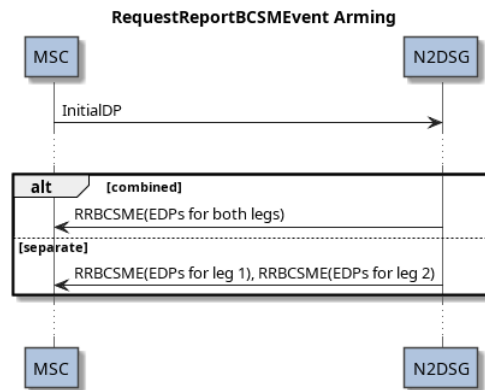 RequestReportBCSMEvent Arming
MSC N2DSG
InitialDP
alt [combined]
RRBCSME(EDPs for both legs)
[separate]
RRBCSME(EDPs for leg 1), RRBCSME(EDPs for leg 2)
MSC N2DSG